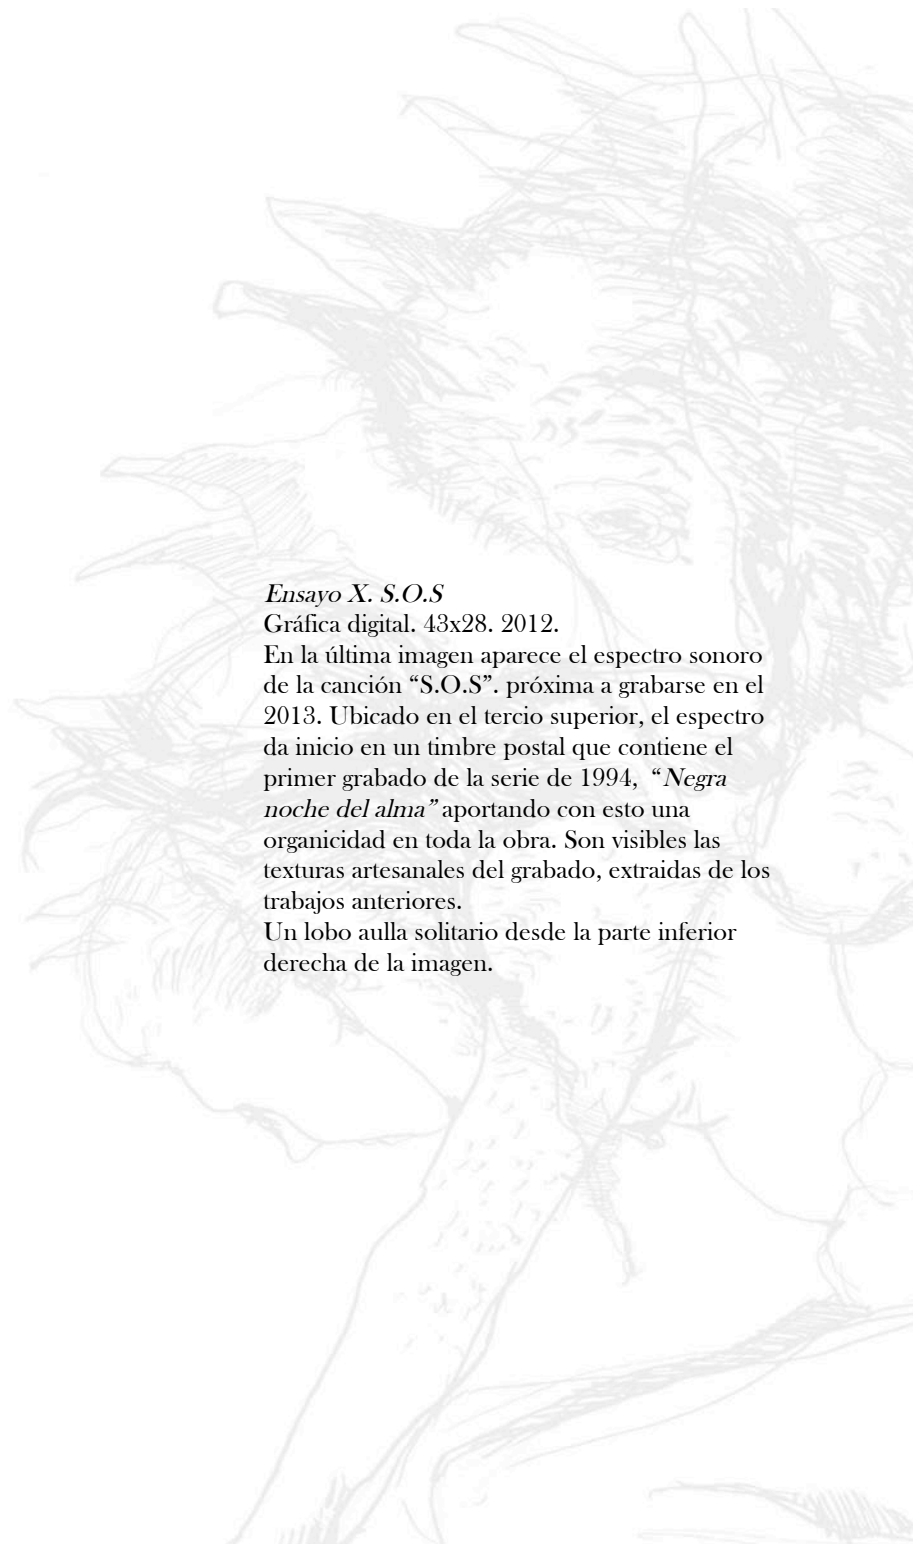 Ensayo X. S.O.S
Gráfica digital. 43x28. 2012.
En la última imagen aparece el espectro sonoro
de la canción “S.O.S”. próxima a grabarse en el
2013. Ubicado en el tercio superior, el espectro
da inicio en un timbre postal que contiene el
primer grabado de la serie de 1994, “Negra
noche del alma” aportando con esto una
organicidad en toda la obra. Son visibles las
texturas artesanales del grabado, extraidas de los
trabajos anteriores.
Un lobo aulla solitario desde la parte inferior
derecha de la imagen.